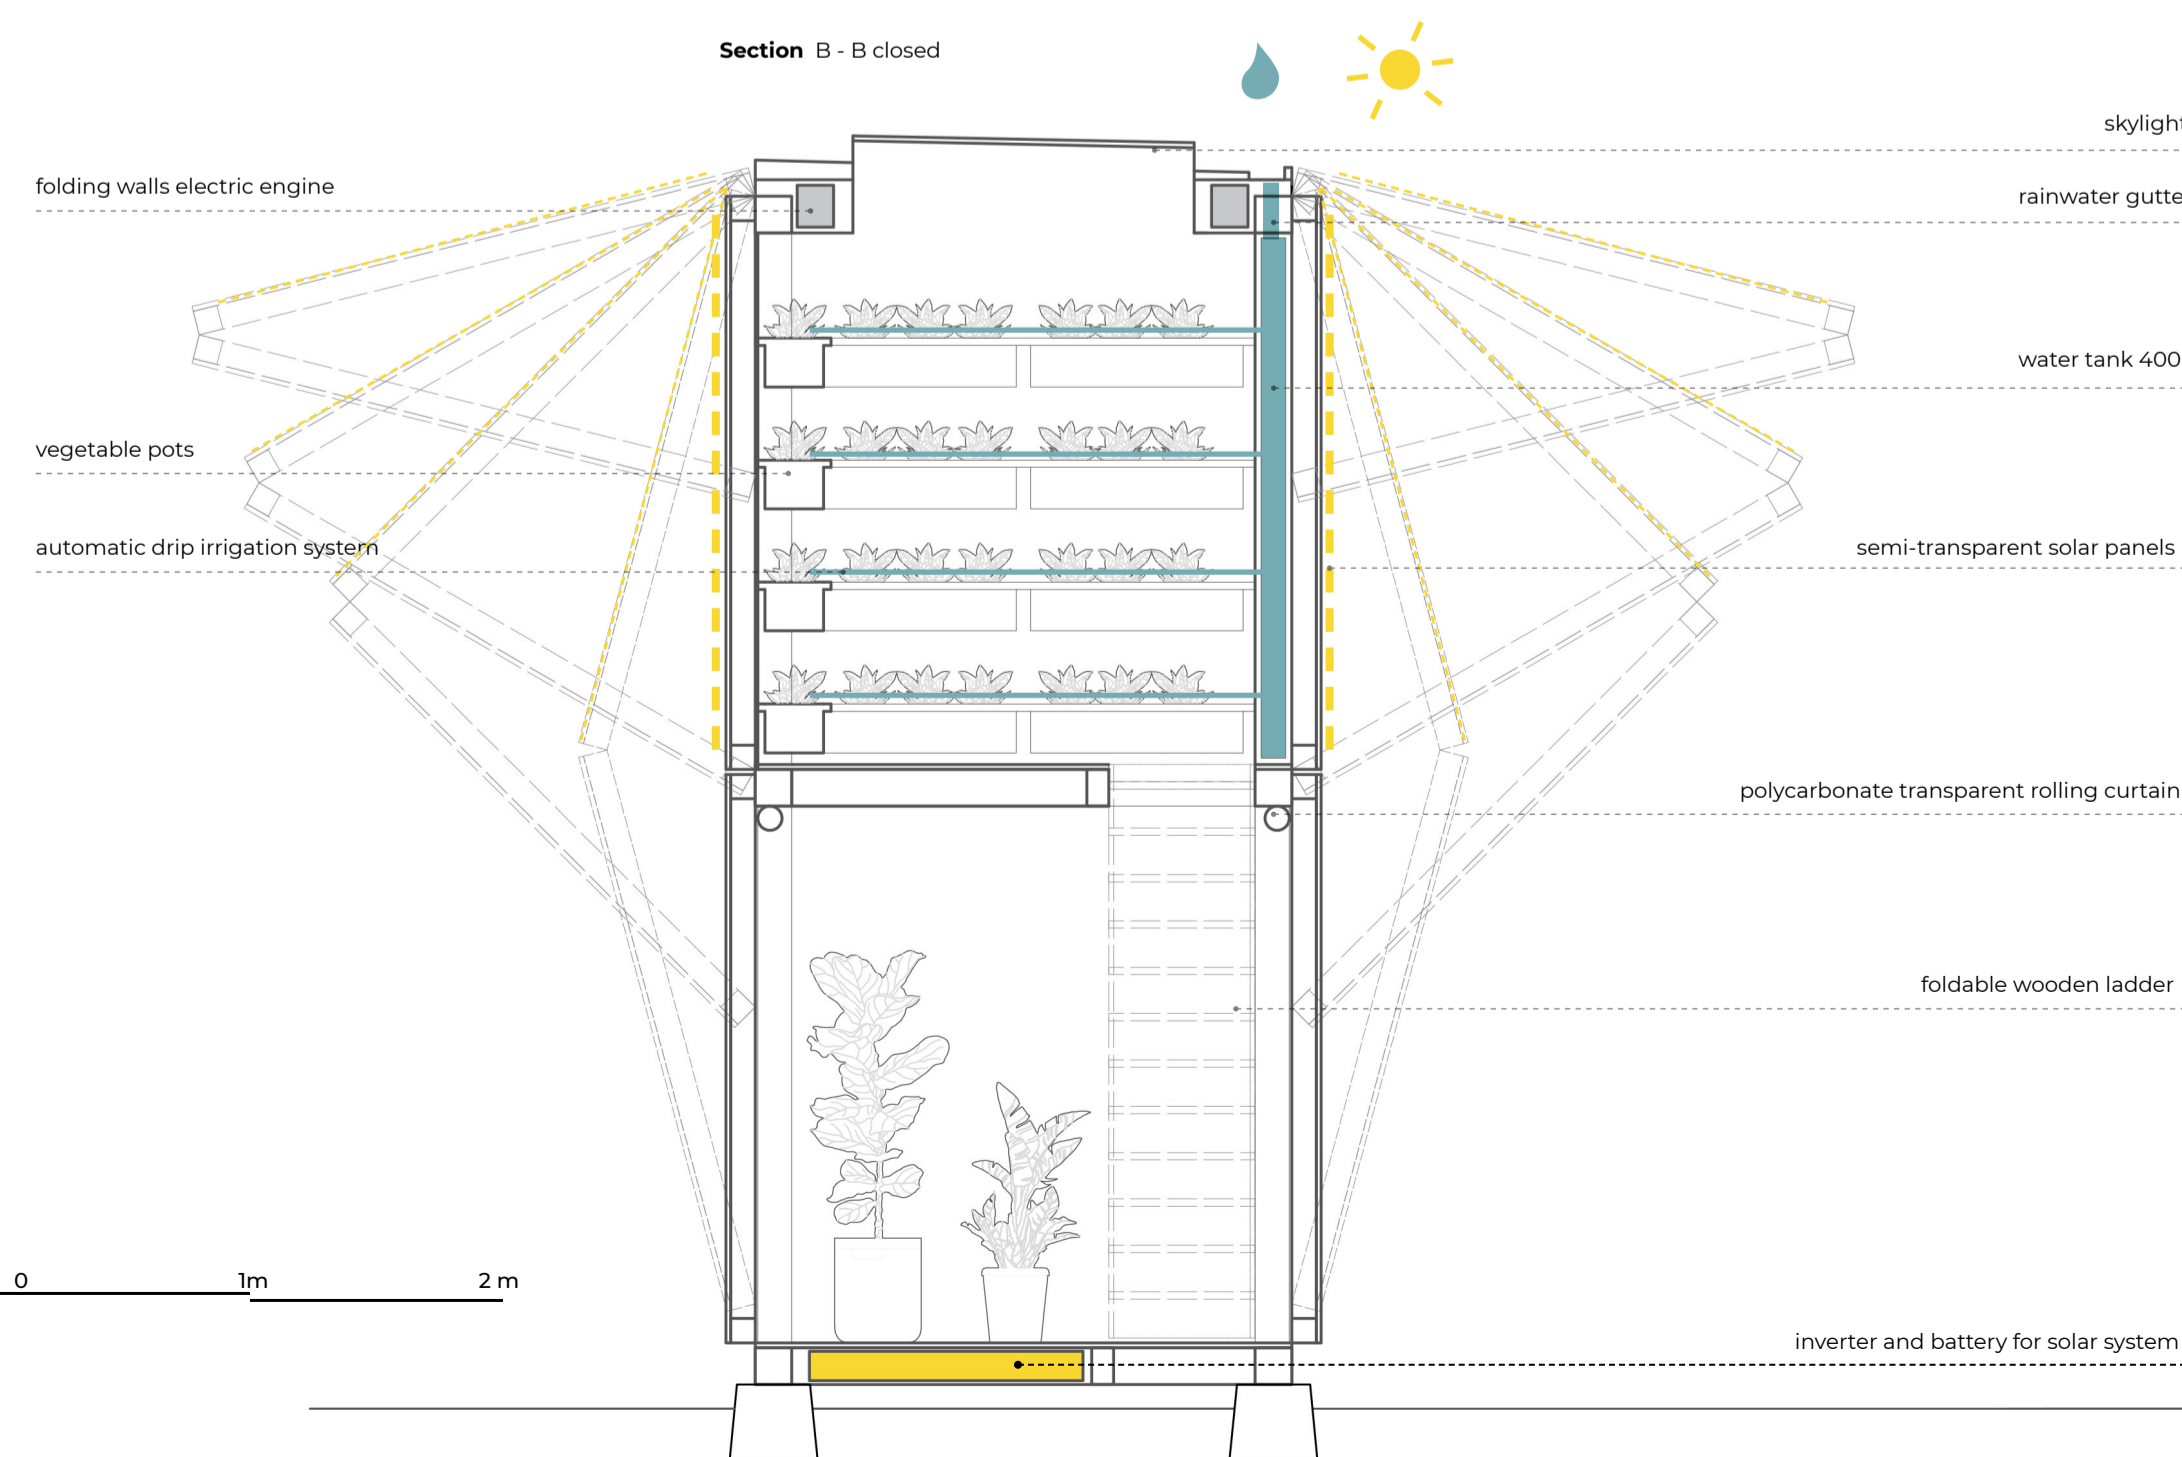 Section B - B closed
skylight
folding walls electric engine
rainwater gutte
water tank 400
vegetable pots
automatic drip irrigation system
semi-transparent solar panels
polycarbonate transparent rolling curtain
foldable wooden ladder
0 1m 2 m
inverter and battery for solar system